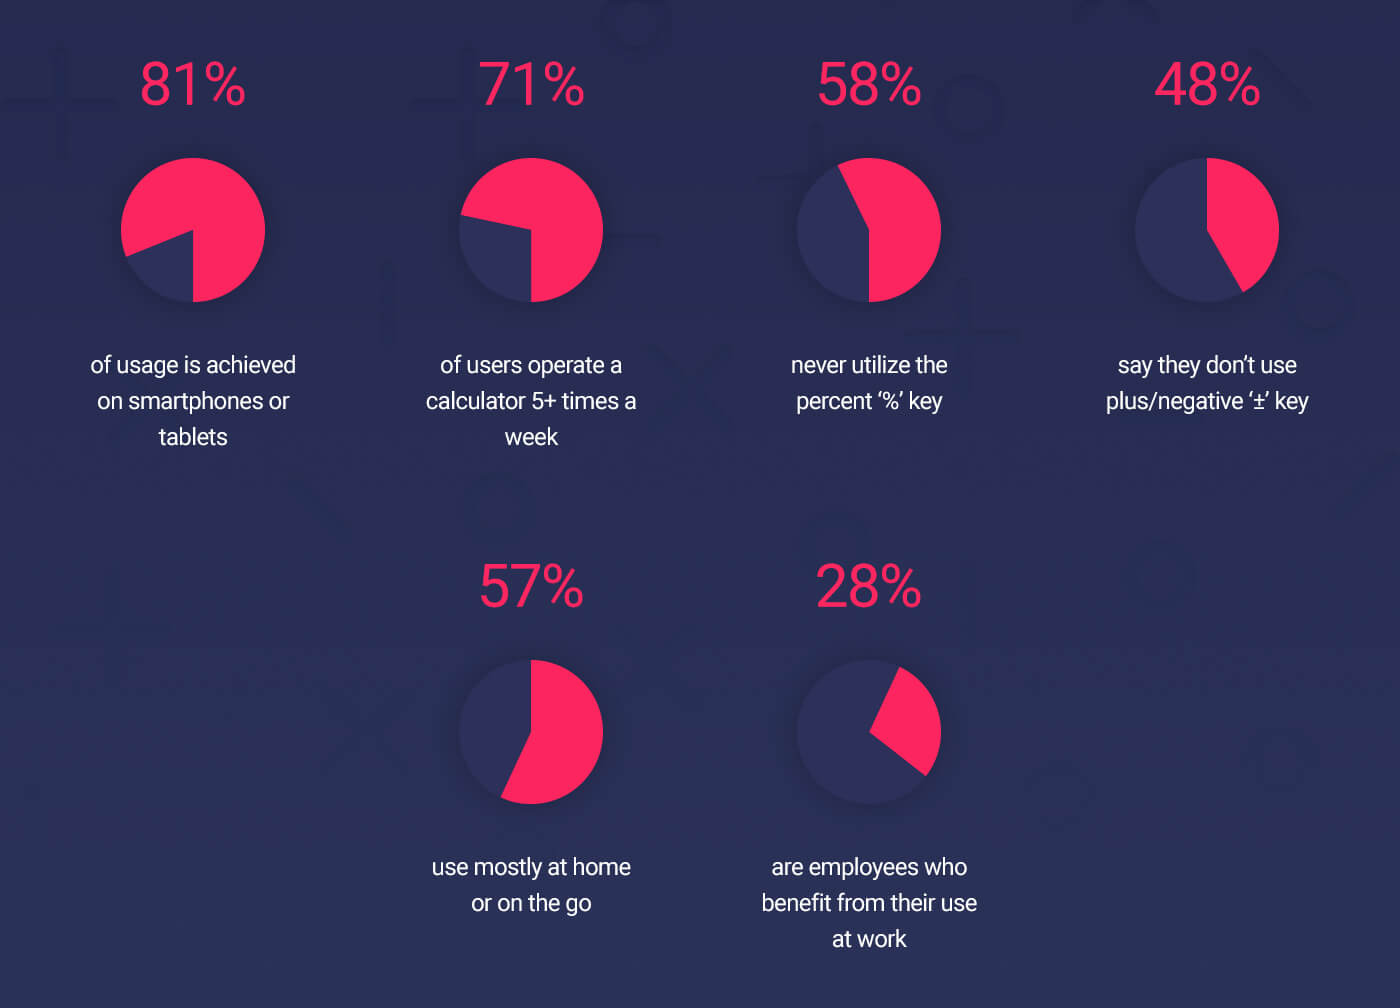 81%
71%
58%
48%
of usage is achieved
on smartphones or
tablets
of users operate a
calculator 5+ times a
week
never utilize the
percent ‘%’ key
say they don’t use
plus/negative ‘±’ key
57%
28%
use mostly at home
or on the go
are employees who
benefit from their use
at work